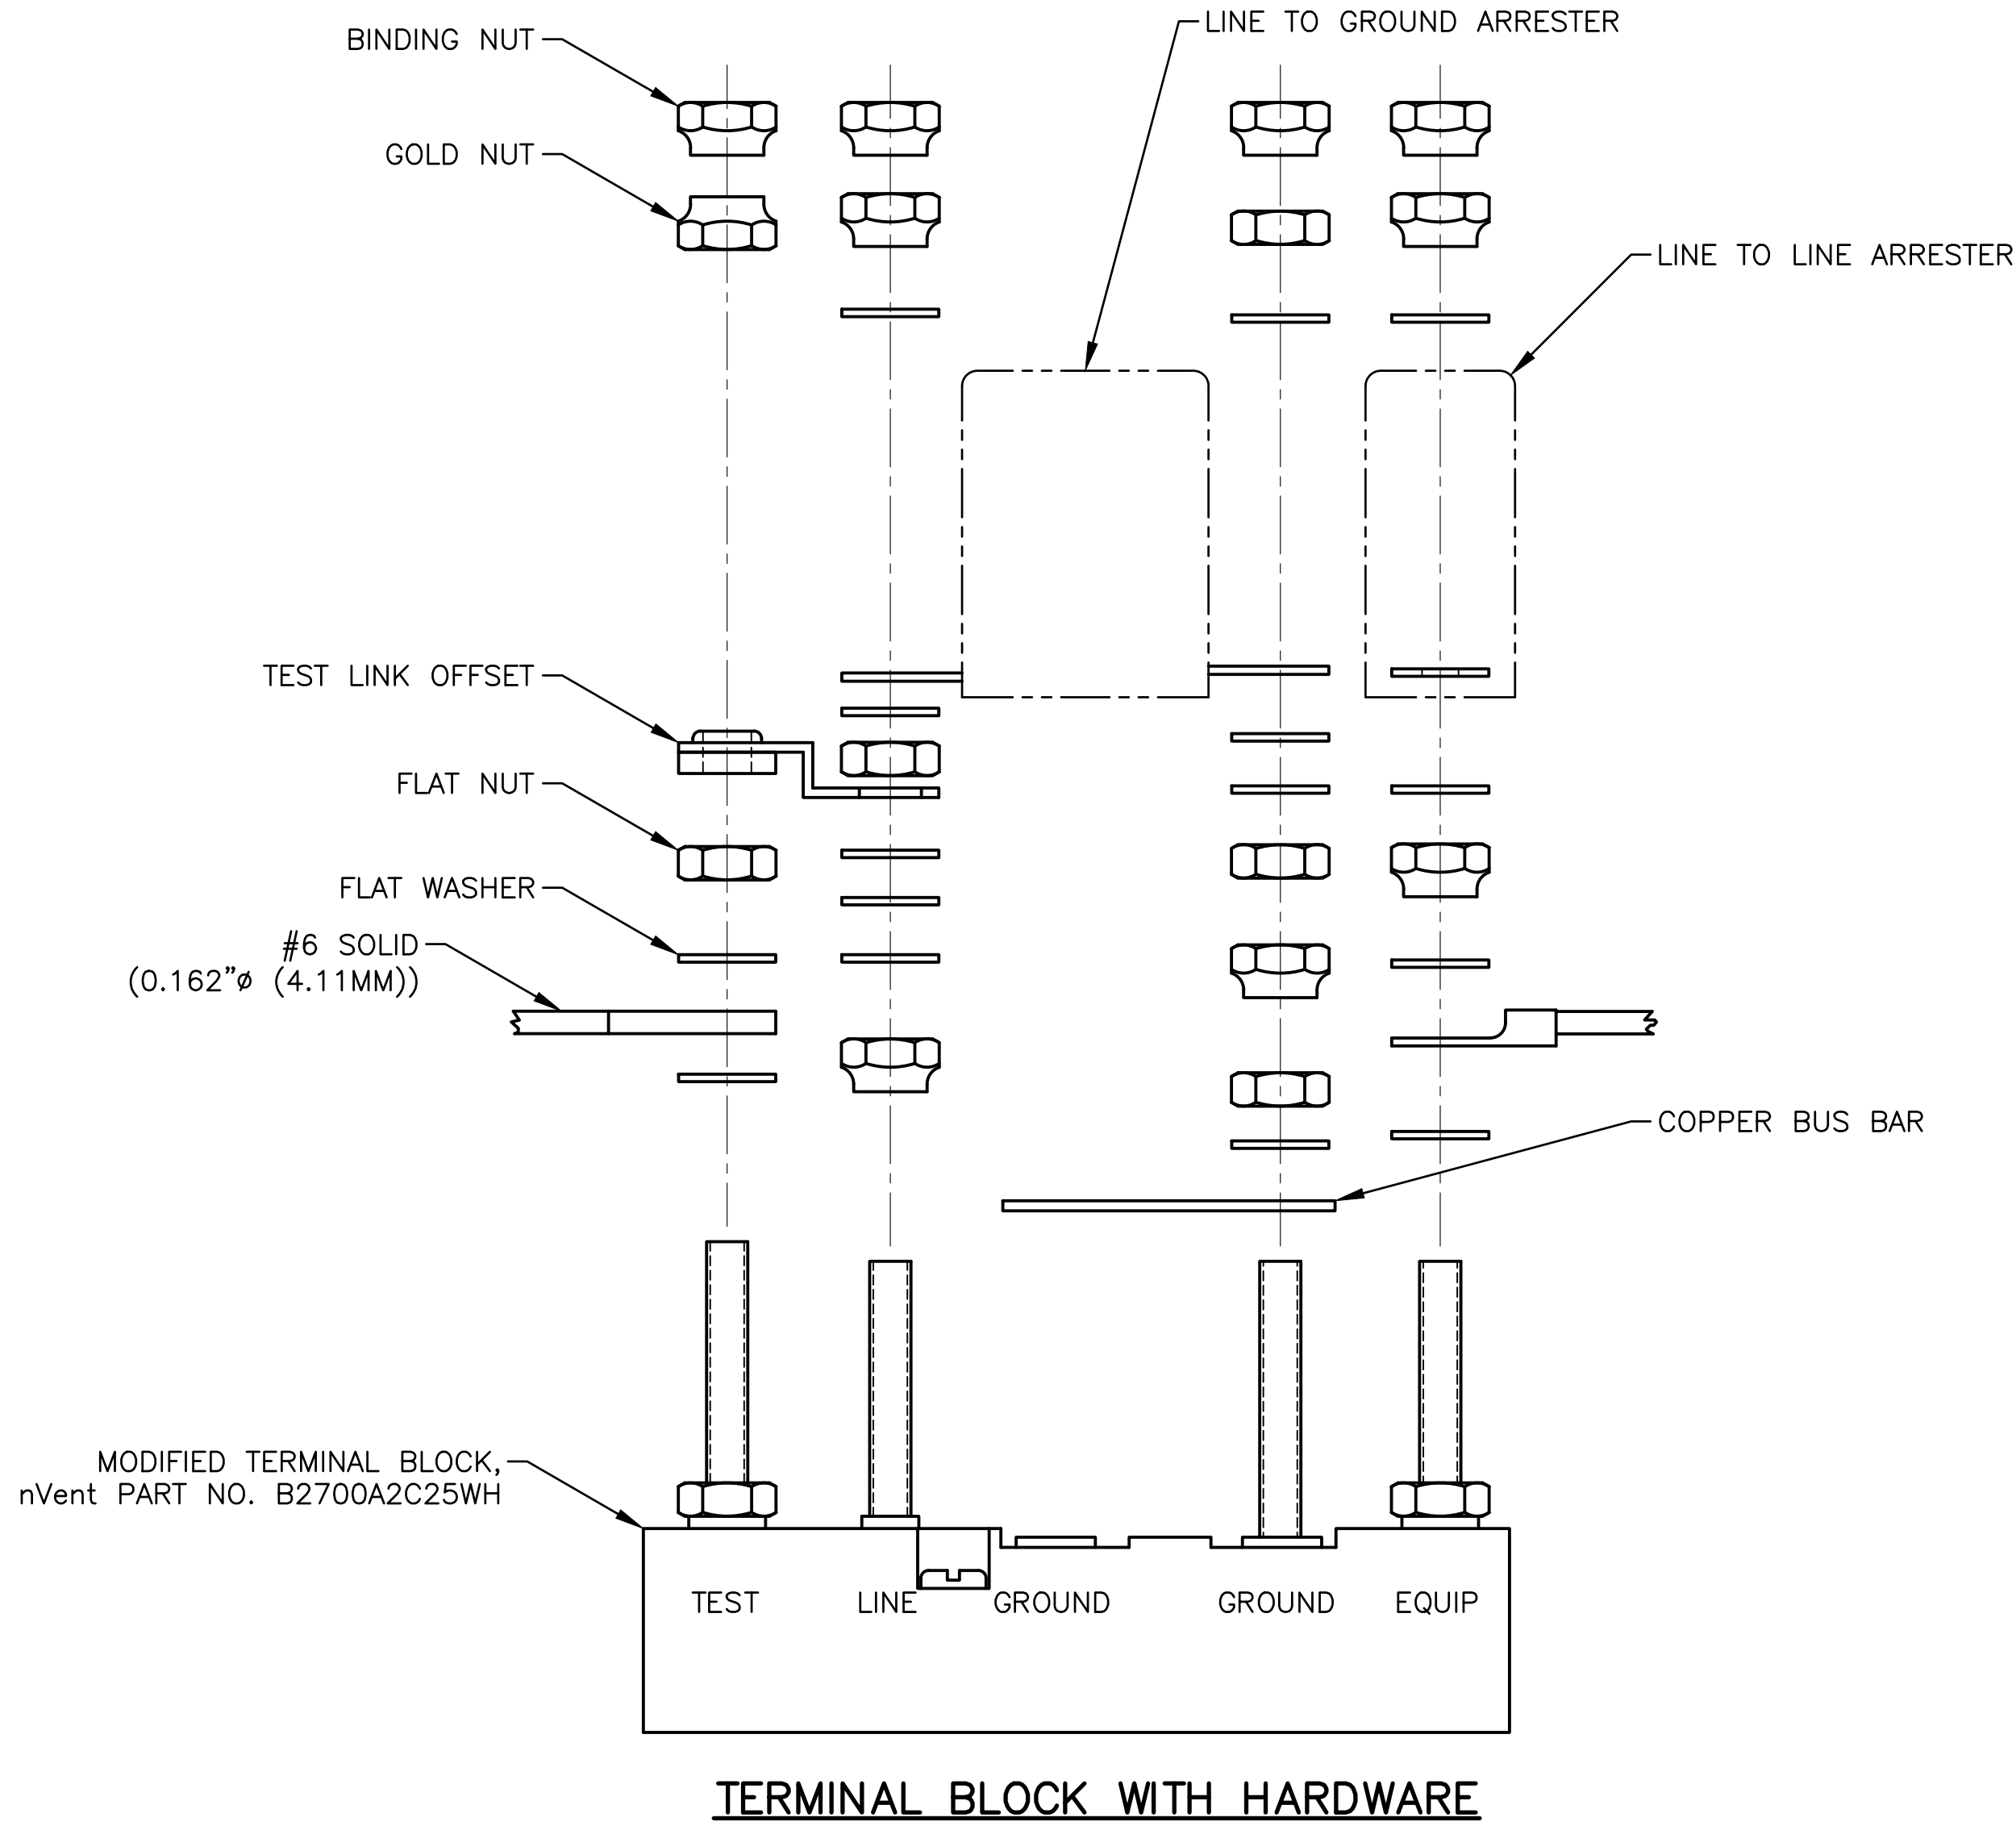 LINE TO GROUND ARRESTER
BINDING NUT
GOLD NUT
LINE TO LINE ARRESTER
TEST LINK OFFSET
FLAT NUT
FLAT WASHER
#6 SOLID
(0.162"ø (4.11MM))
COPPER BUS BAR
MODIFIED TERMINAL BLOCK,
nVent PART NO. B2700A2C25WH
TEST LINE GROUND GROUND EQUIP
TERMINAL BLOCK WITH HARDWARE